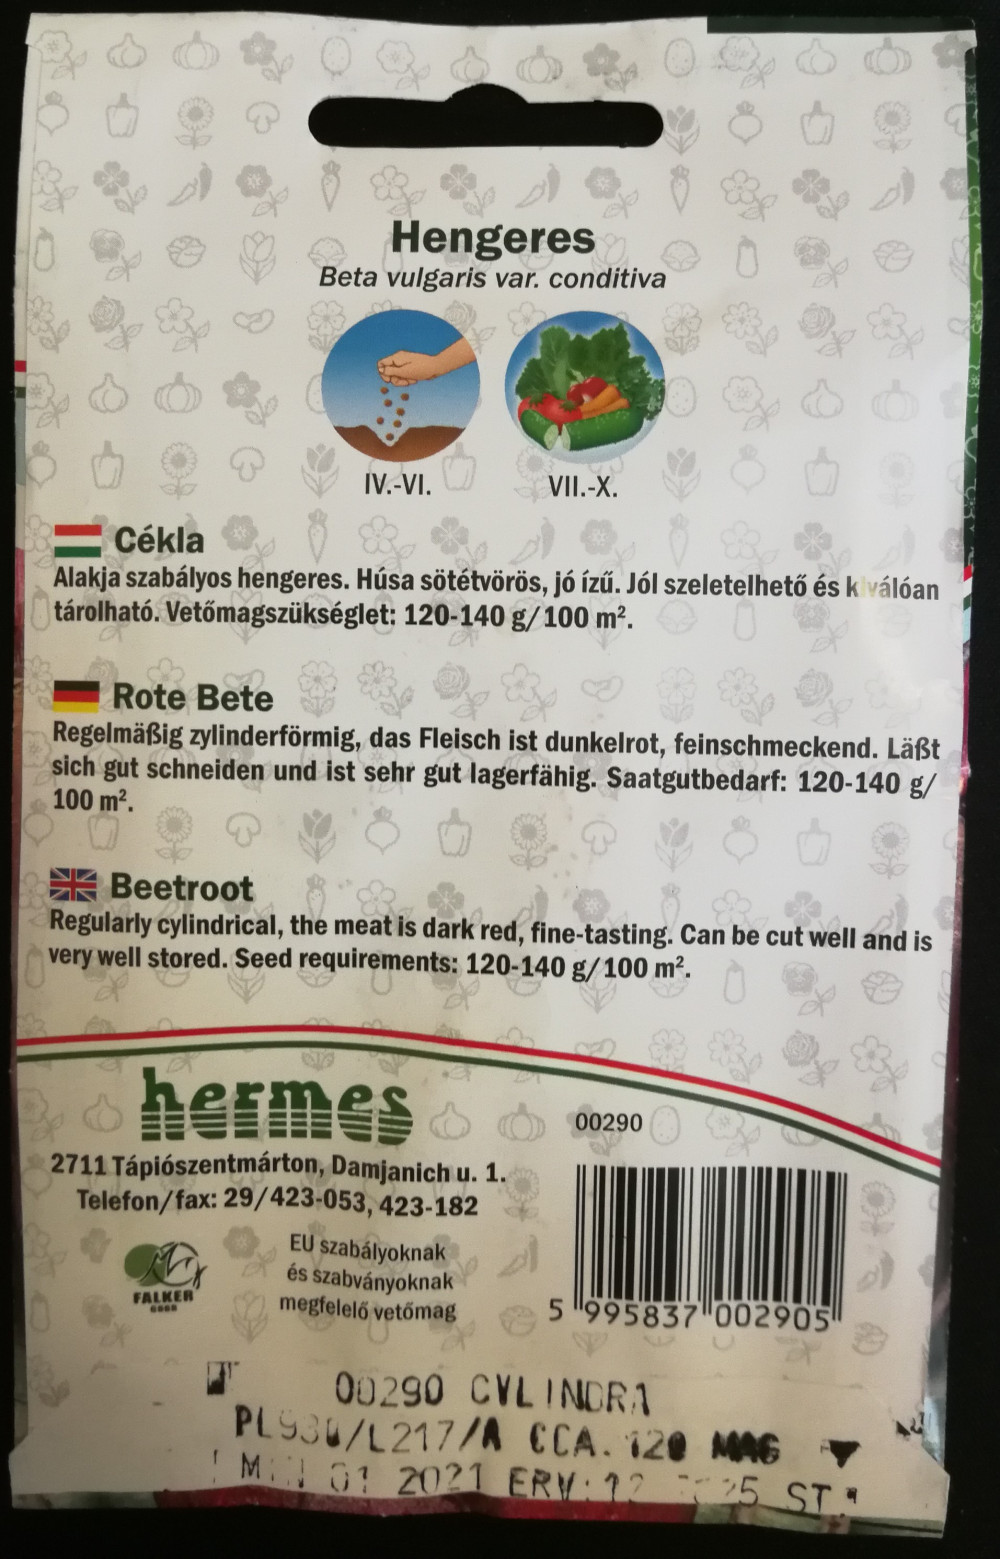 Hengeres
Beta vulgaris var. conditiva
IV.-VI.
VII.-X.
Cékla
Alakja szabályos hengeres. Húsa sötétvörös, jó ízű. Jól szeletelhető és k válóan
tárolható. Vetőmagszükséglet: 120-140 g/100 m².
Rote Bete
Regelmäßig zylinderförmig, das Fleisch ist dunkelrot, feinschmeckend. Läßt
sich gut schneiden und ist sehr gut lagerfähig. Saatgutbedarf: 120-140 g/
100 m².
Beetroot
Regularly cylindrical, the meat is dark red, fine-tasting. Can be cut well and is
very well stored. Seed requirements: 120-140 g/100 m².
hermes
2711 Tápiószentmárton, Damjanich u. 1.
Telefon/fax: 29/423-053, 423-182
FALKER
EU szabályoknak
és szabványoknak
megfelelő vetőmag
00290
5 995837 002905
00290 CYLINDRA
/L217/A CCA. 120 MAG
01 2021 ERV: ST